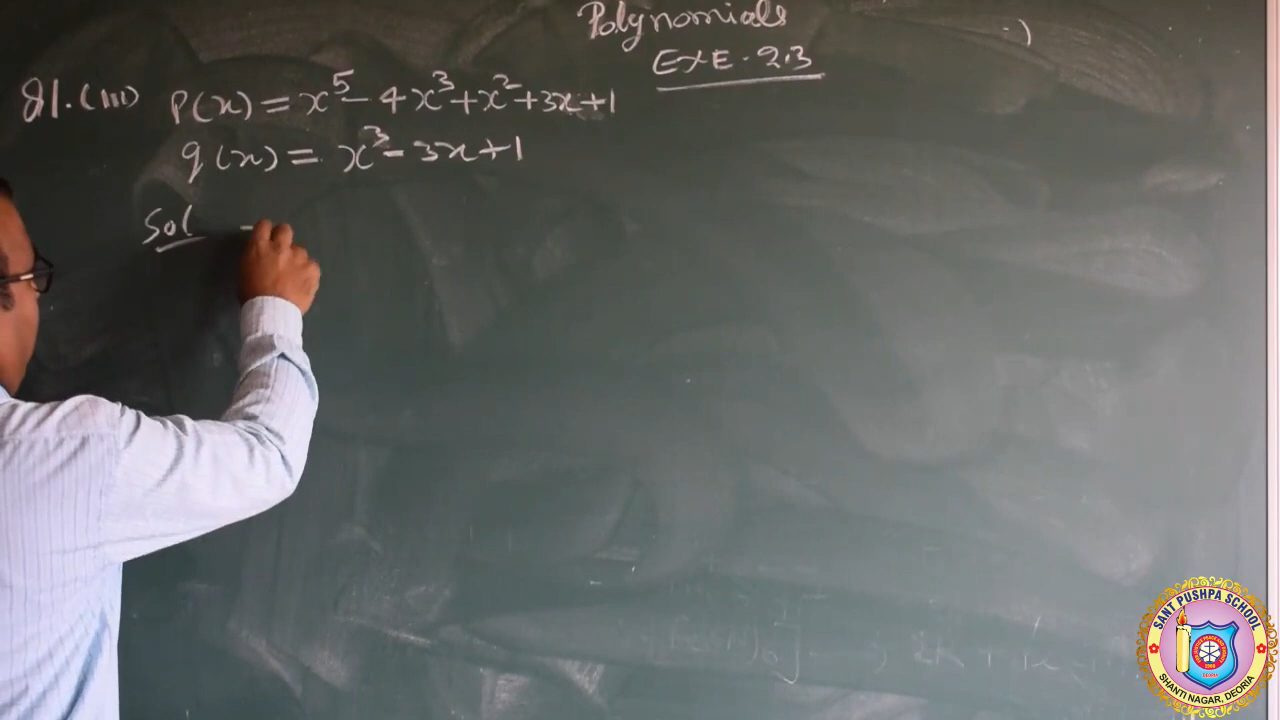 Polynomials
EXE. 2.3
Q1.(iii) P(x) = x⁵ - 4x³ + x² + 3x + 1
q(x) = x³ - 3x + 1
Sol
SANT PUSHPA SCHOOL
SHANTI NAGAR, DEORIA